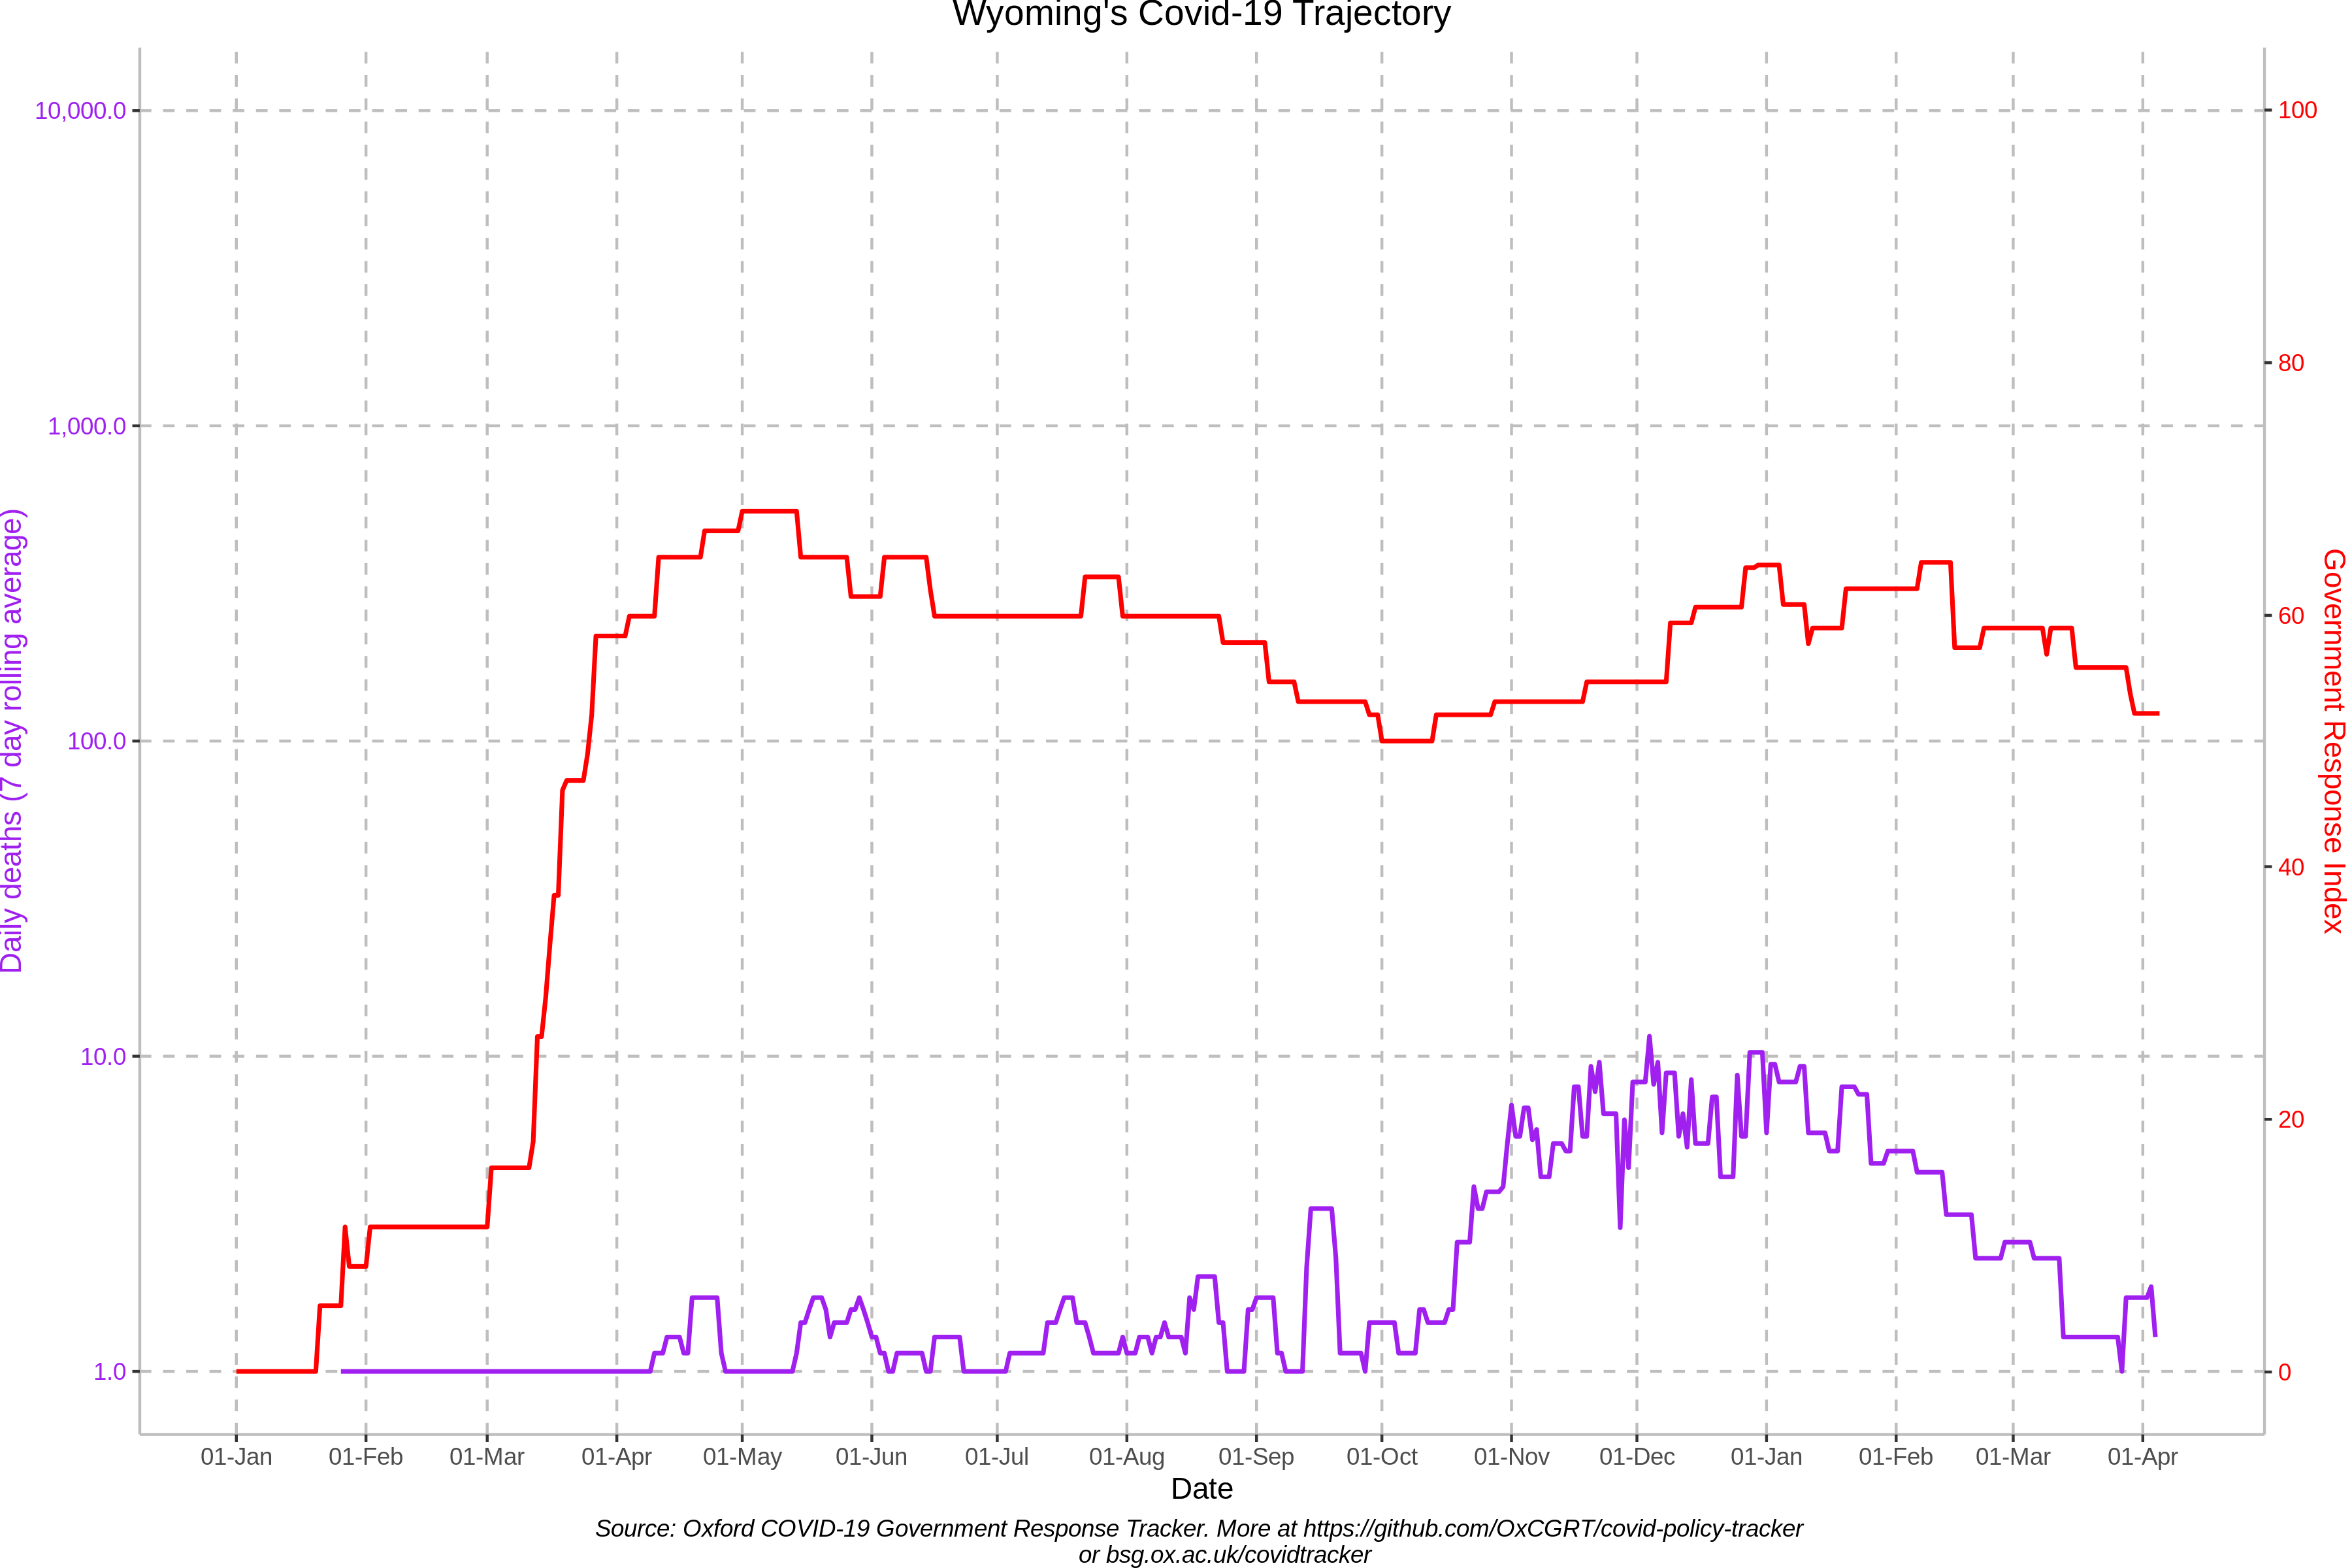 Wyoming's Covid-19 Trajectory
10,000.0
1,000.0
100.0
10.0
1.0
Daily deaths (7 day rolling average)
100
80
60
40
20
0
Government Response Index
01-Jan 01-Feb 01-Mar 01-Apr 01-May 01-Jun 01-Jul 01-Aug 01-Sep 01-Oct 01-Nov 01-Dec 01-Jan 01-Feb 01-Mar 01-Apr
Date
Source: Oxford COVID-19 Government Response Tracker. More at https://github.com/OxCGRT/covid-policy-tracker
or bsg.ox.ac.uk/covidtracker